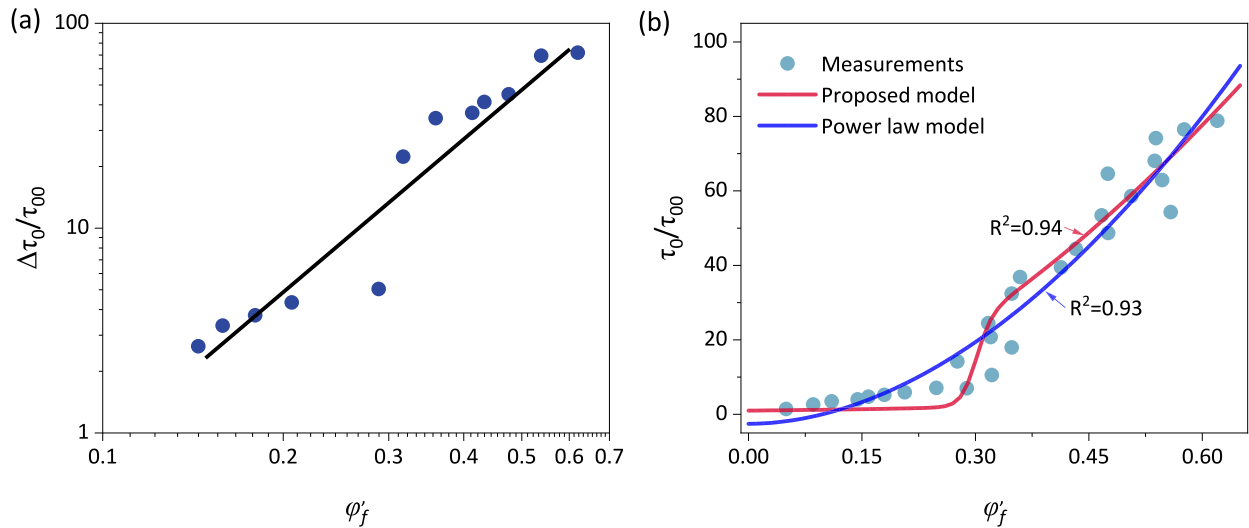 (a)
100
10
1
Δτ₀/τ₀₀
0.1 0.2 0.3 0.4 0.5 0.6 0.7
φ′f
(b)
100
80
60
40
20
0
τ₀/τ₀₀
Measurements
Proposed model
Power law model
R²=0.94
R²=0.93
0.00 0.15 0.30 0.45 0.60
φ′f